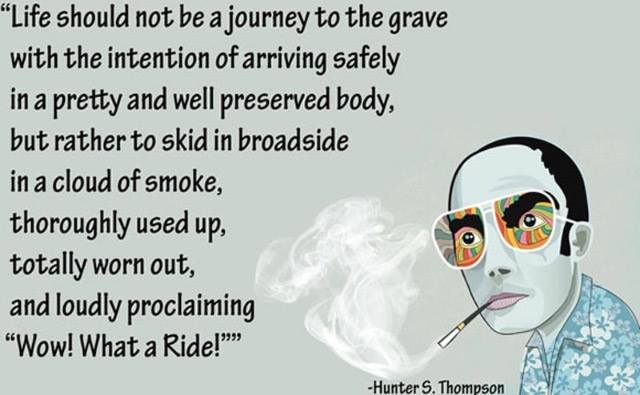 “Life should not be a journey to the grave
with the intention of arriving safely
in a pretty and well preserved body,
but rather to skid in broadside
in a cloud of smoke,
thoroughly used up,
totally worn out,
and loudly proclaiming
“Wow! What a Ride!””
-Hunter S. Thompson